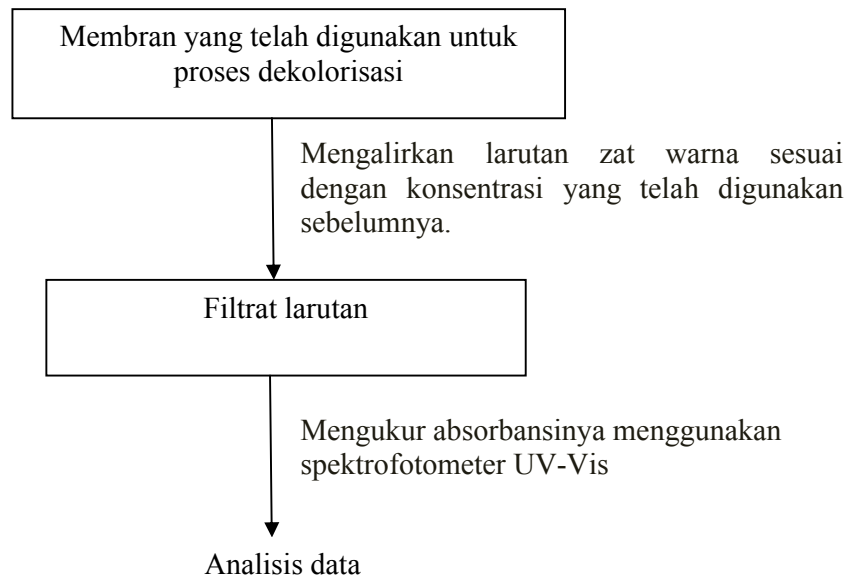 Membran yang telah digunakan untuk
proses dekolorisasi
Mengalirkan larutan zat warna sesuai
dengan konsentrasi yang telah digunakan
sebelumnya.
Filtrat larutan
Mengukur absorbansinya menggunakan
spektrofotometer UV-Vis
Analisis data